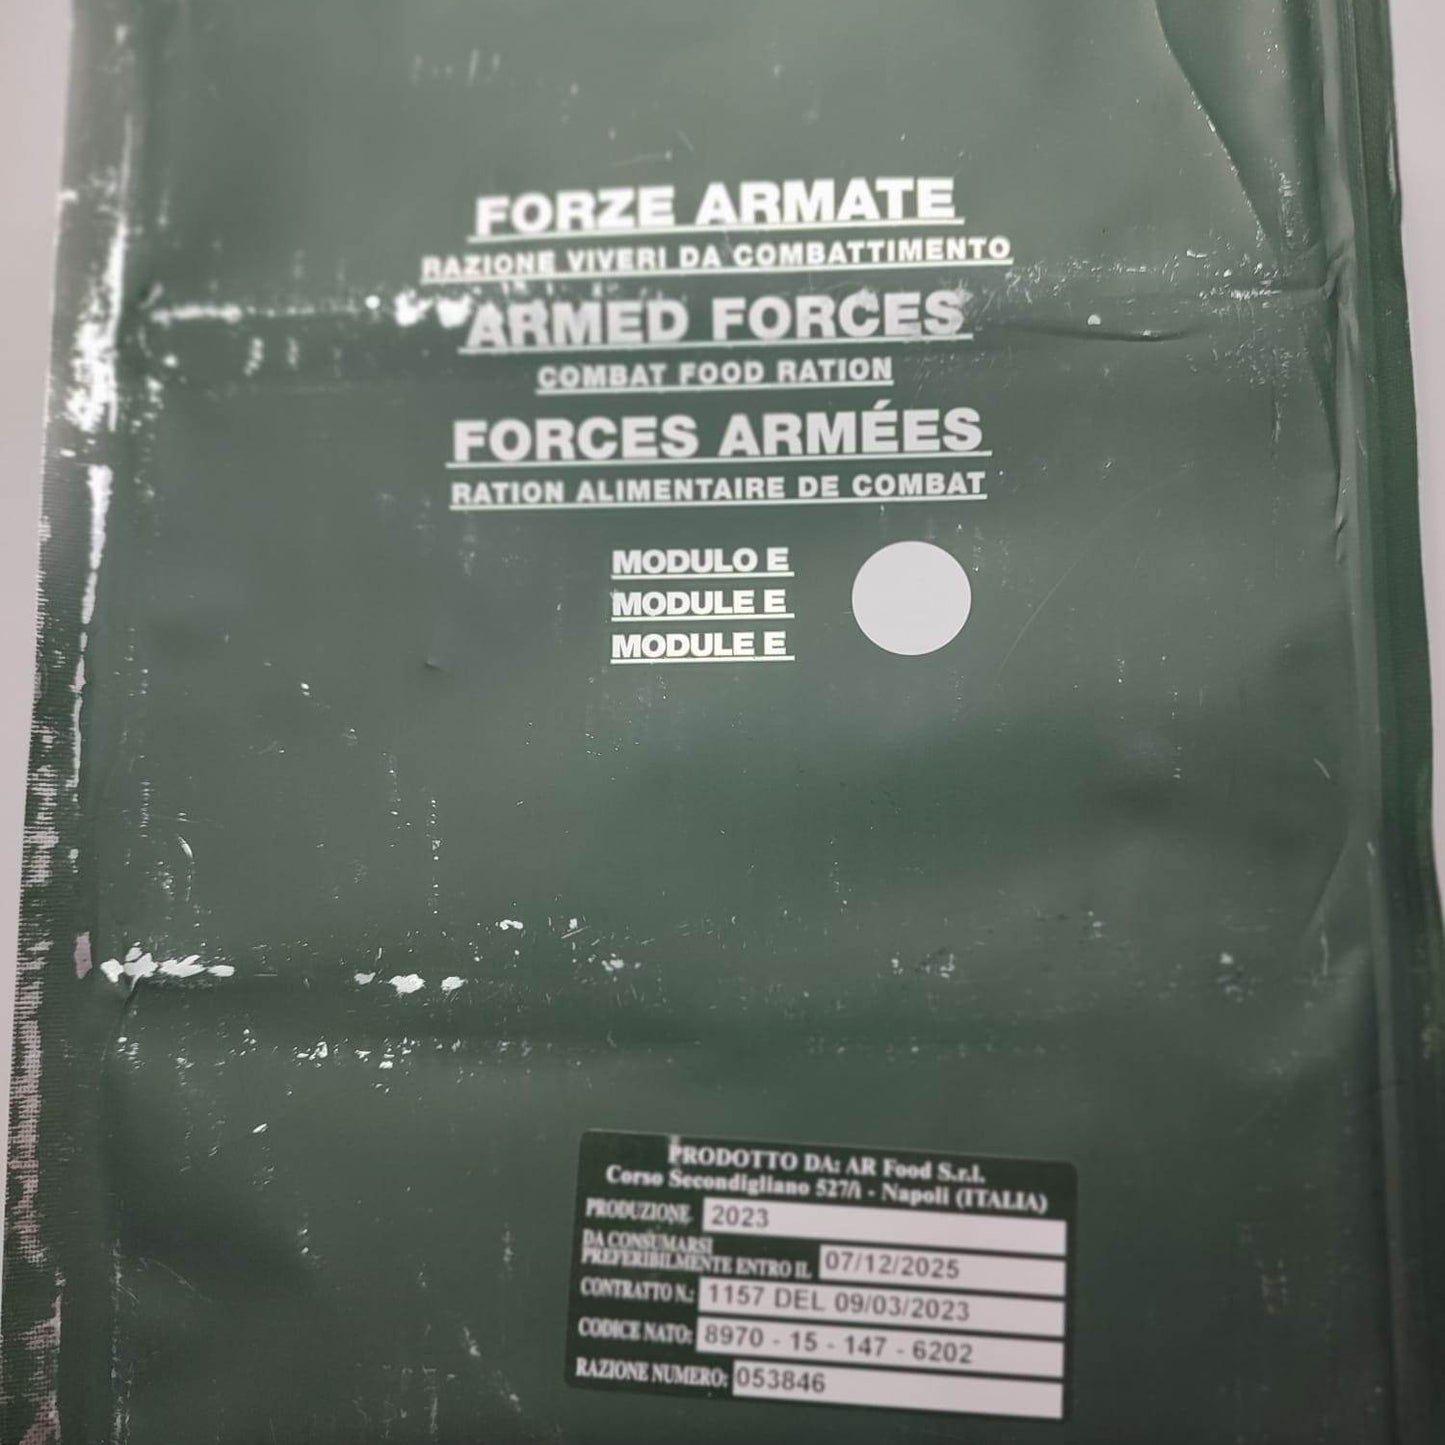 FORZE ARMATE
RAZIONE VIVERI DA COMBATTIMENTO
ARMED FORCES
COMBAT FOOD RATION
FORCES ARMÉES
RATION ALIMENTAIRE DE COMBAT
MODULO E
MODULE E
MODULE E
PRODOTTO DA: AR Food S.r.l.
Corso Secondigliano - Napoli (ITALIA)
PRODUZIONE 2023
DA CONSUMARSI
PREFERIBILMENTE ENTRO IL 07/12/2025
CONTRATTO N.: 1157 DEL 09/03/2023
CODICE NATO: 8970 - 15 - 147 - 6202
RAZIONE NUMERO: 053846